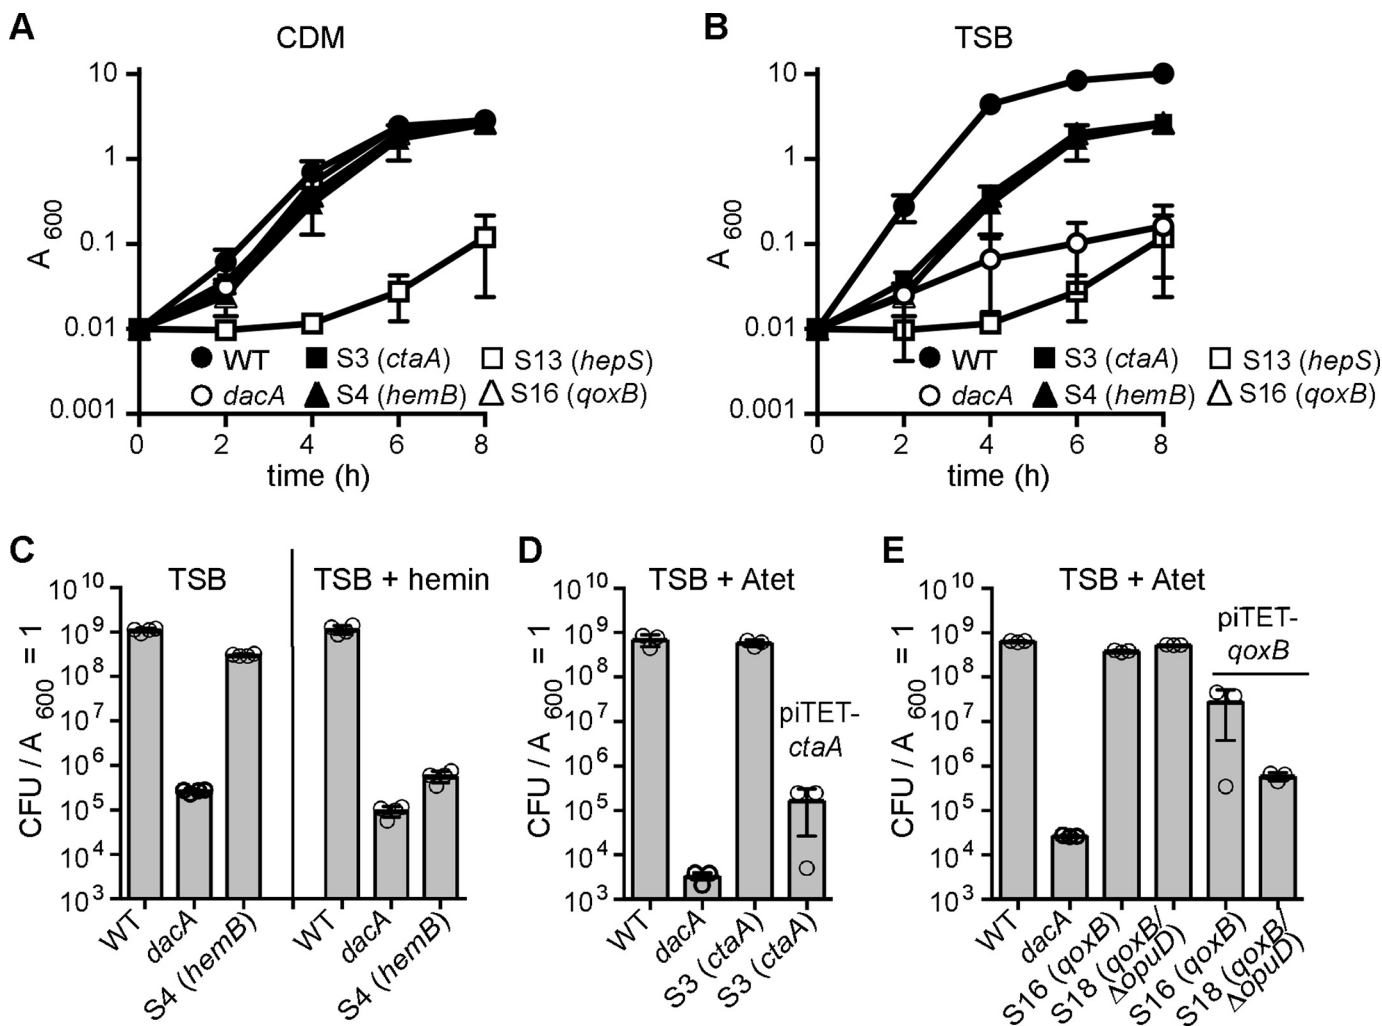 A
CDM
10
1
0.1
0.01
0.001
A 600
WT
S3 (ctaA)
S13 (hepS)
dacA
S4 (hemB)
S16 (qoxB)
0 2 4 6 8
time (h)
B
TSB
10
1
0.1
0.01
0.001
A 600
WT
S3 (ctaA)
S13 (hepS)
dacA
S4 (hemB)
S16 (qoxB)
0 2 4 6 8
time (h)
C
TSB
TSB + hemin
CFU / A 600 = 1
10^10
10^9
10^8
10^7
10^6
10^5
10^4
10^3
WT
dacA
S4 (hemB)
WT
dacA
S4 (hemB)
D
TSB + Atet
CFU / A 600 = 1
10^10
10^9
10^8
10^7
10^6
10^5
10^4
10^3
piTET-
ctaA
WT
dacA
S3 (ctaA)
S3 (ctaA)
E
TSB + Atet
CFU / A 600 = 1
10^10
10^9
10^8
10^7
10^6
10^5
10^4
10^3
piTET-
qoxB
WT
dacA
S16 (qoxB)
S18 (qoxB/
ΔopuD)
S16 (qoxB)
S18 (qoxB/
ΔopuD)